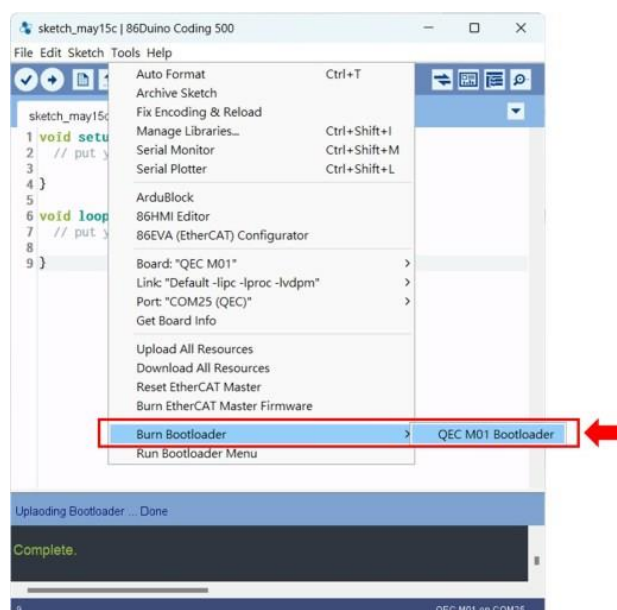 sketch_may15c | 86Duino Coding 500
File Edit Sketch Tools Help
sketch_may15c
1 void setu
2 // put y
3
4 }
5
6 void loop
7 // put y
8
9 }
Auto Format Ctrl+T
Archive Sketch
Fix Encoding & Reload
Manage Libraries... Ctrl+Shift+I
Serial Monitor Ctrl+Shift+M
Serial Plotter Ctrl+Shift+L
ArduBlock
86HMI Editor
86EVA (EtherCAT) Configurator
Board: "QEC M01"
Link: "Default -lipc -lproc -lvdpm"
Port: "COM25 (QEC)"
Get Board Info
Upload All Resources
Download All Resources
Reset EtherCAT Master
Burn EtherCAT Master Firmware
Burn Bootloader
QEC M01 Bootloader
Run Bootloader Menu
Uplaoding Bootloader ... Done
Complete.
9 QEC M01 on COM25